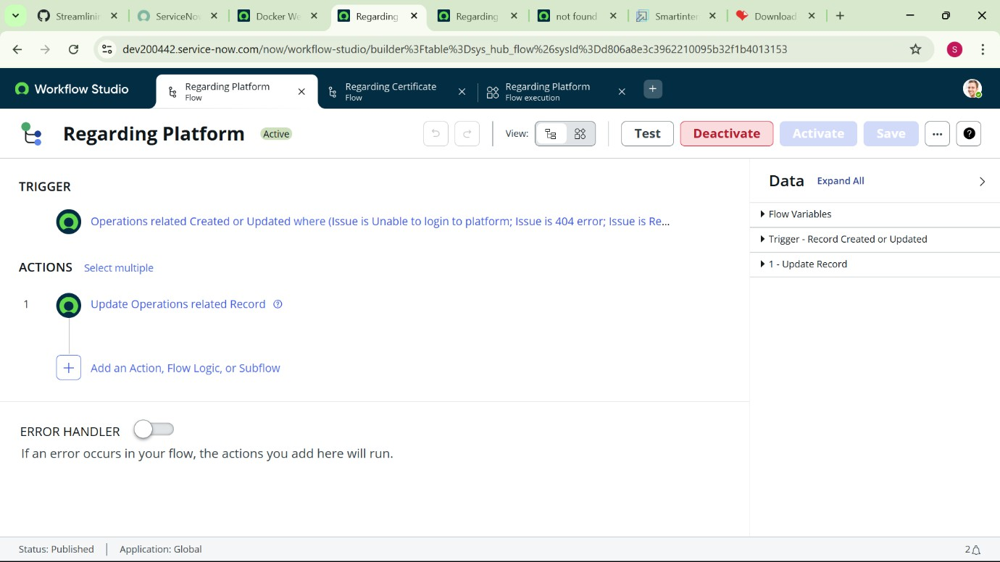 Streamlinin
ServiceNo
Docker We
Regarding
Regarding
not found
Smartinter
Download
dev200442.service-now.com/now/workflow-studio/builder%3Ftable%3Dsys_hub_flow%26sysId%3Dd806a8e3c3962210095b32f1b4013153
S
Workflow Studio
Regarding Platform
Flow
Regarding Certificate
Flow
Regarding Platform
Flow execution
Regarding Platform
Active
View:
Test
Deactivate
Activate
Save
TRIGGER
Operations related Created or Updated where (Issue is Unable to login to platform; Issue is 404 error; Issue is Re...
ACTIONS
Select multiple
1
Update Operations related Record
Add an Action, Flow Logic, or Subflow
ERROR HANDLER
If an error occurs in your flow, the actions you add here will run.
Data
Expand All
Flow Variables
Trigger - Record Created or Updated
1 - Update Record
Status: Published
Application: Global
2